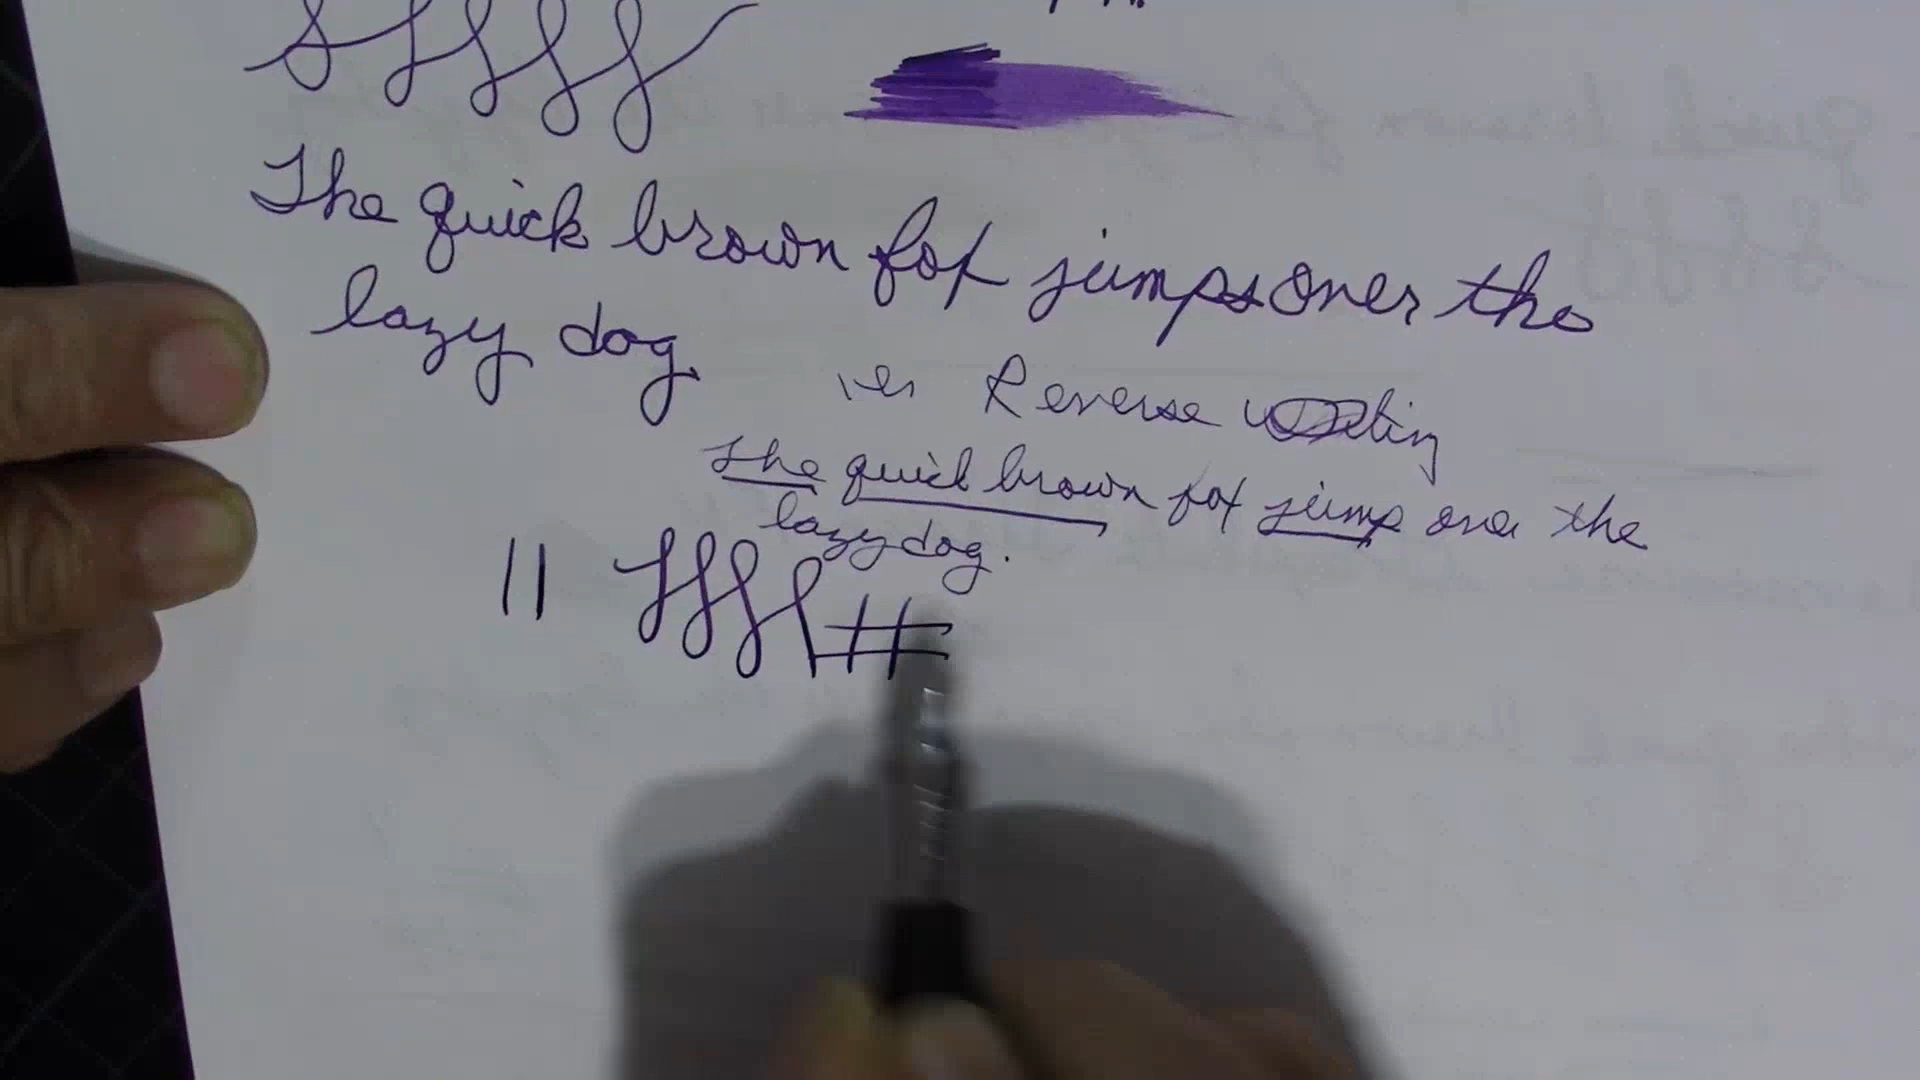 The quick brown fox jumps over the
lazy dog.
Reverse
the quick brown fox jump over the
lazy dog.